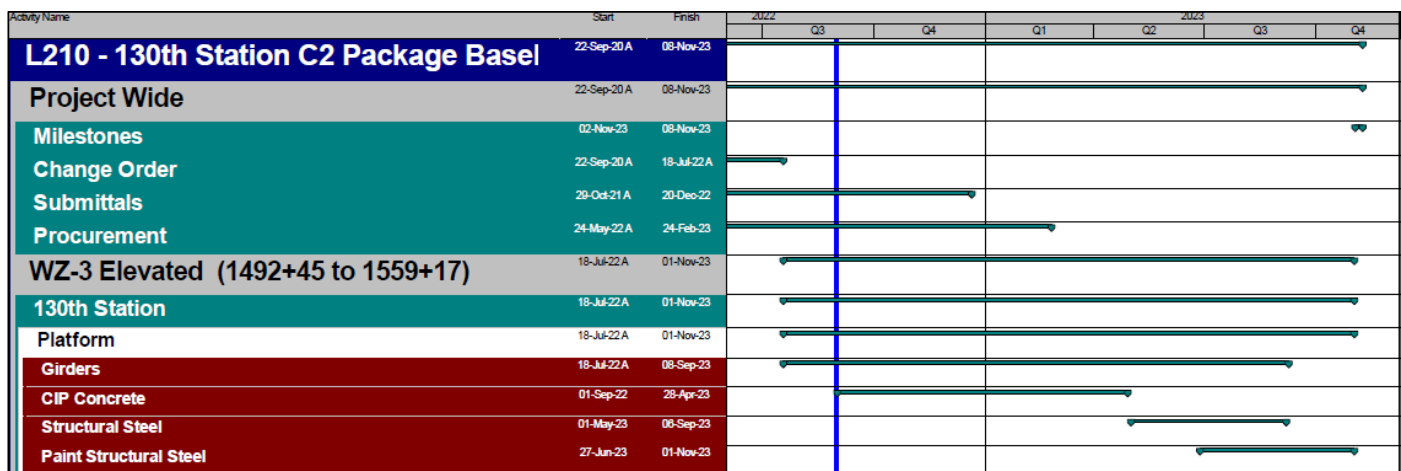 Activity Name Start Finish 2022 2023
Q3 Q4 Q1 Q2 Q3 Q4
L210 - 130th Station C2 Package Basel 22-Sep-20 A 08-Nov-23
Project Wide 22-Sep-20 A 08-Nov-23
Milestones 02-Nov-23 08-Nov-23
Change Order 22-Sep-20 A 18-Jul-22 A
Submittals 29-Oct-21 A 20-Dec-22
Procurement 24-May-22 A 24-Feb-23
WZ-3 Elevated (1492+45 to 1559+17) 18-Jul-22 A 01-Nov-23
130th Station 18-Jul-22 A 01-Nov-23
Platform 18-Jul-22 A 01-Nov-23
Girders 18-Jul-22 A 08-Sep-23
CIP Concrete 01-Sep-22 28-Apr-23
Structural Steel 01-May-23 06-Sep-23
Paint Structural Steel 27-Jun-23 01-Nov-23